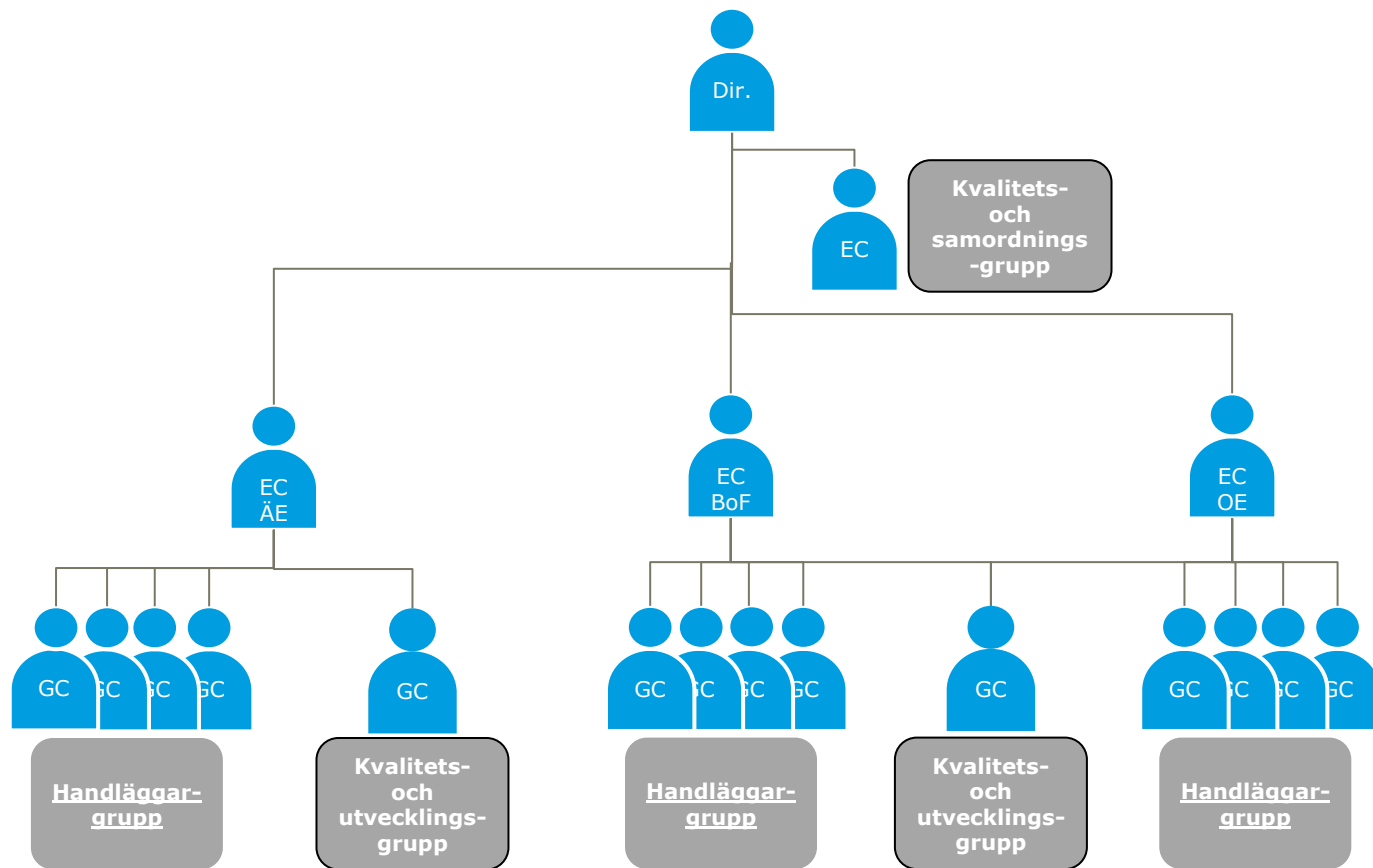 Dir.
EC
Kvalitets-
och
samordnings
-grupp
EC
ÄE
EC
BoF
EC
OE
GC
GC
GC
GC
GC
GC
GC
GC
GC
GC
GC
GC
GC
GC
Handläggar-
grupp
Kvalitets-
och
utvecklings-
grupp
Handläggar-
grupp
Kvalitets-
och
utvecklings-
grupp
Handläggar-
grupp